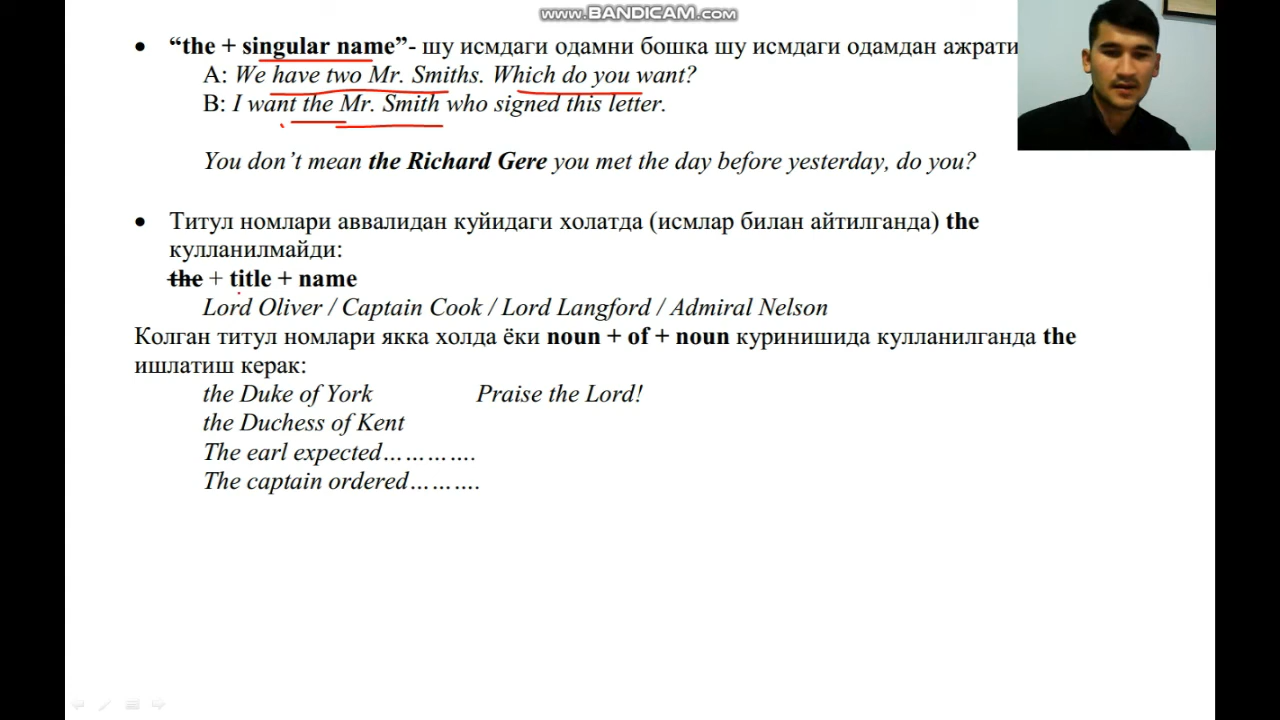 www.BANDICAM.com
• “the + singular name”- шу исмдаги одамни бошка шу исмдаги одамдан ажрати
A: We have two Mr. Smiths. Which do you want?
B: I want the Mr. Smith who signed this letter.
You don’t mean the Richard Gere you met the day before yesterday, do you?
• Титул номлари аввалидан куйидаги холатда (исмлар билан айтилганда) the
кулланилмайди:
the + title + name
Lord Oliver / Captain Cook / Lord Langford / Admiral Nelson
Колган титул номлари якка холда ёки noun + of + noun куринишида кулланилганда the
ишлатиш керак:
the Duke of York Praise the Lord!
the Duchess of Kent
The earl expected………….
The captain ordered……….